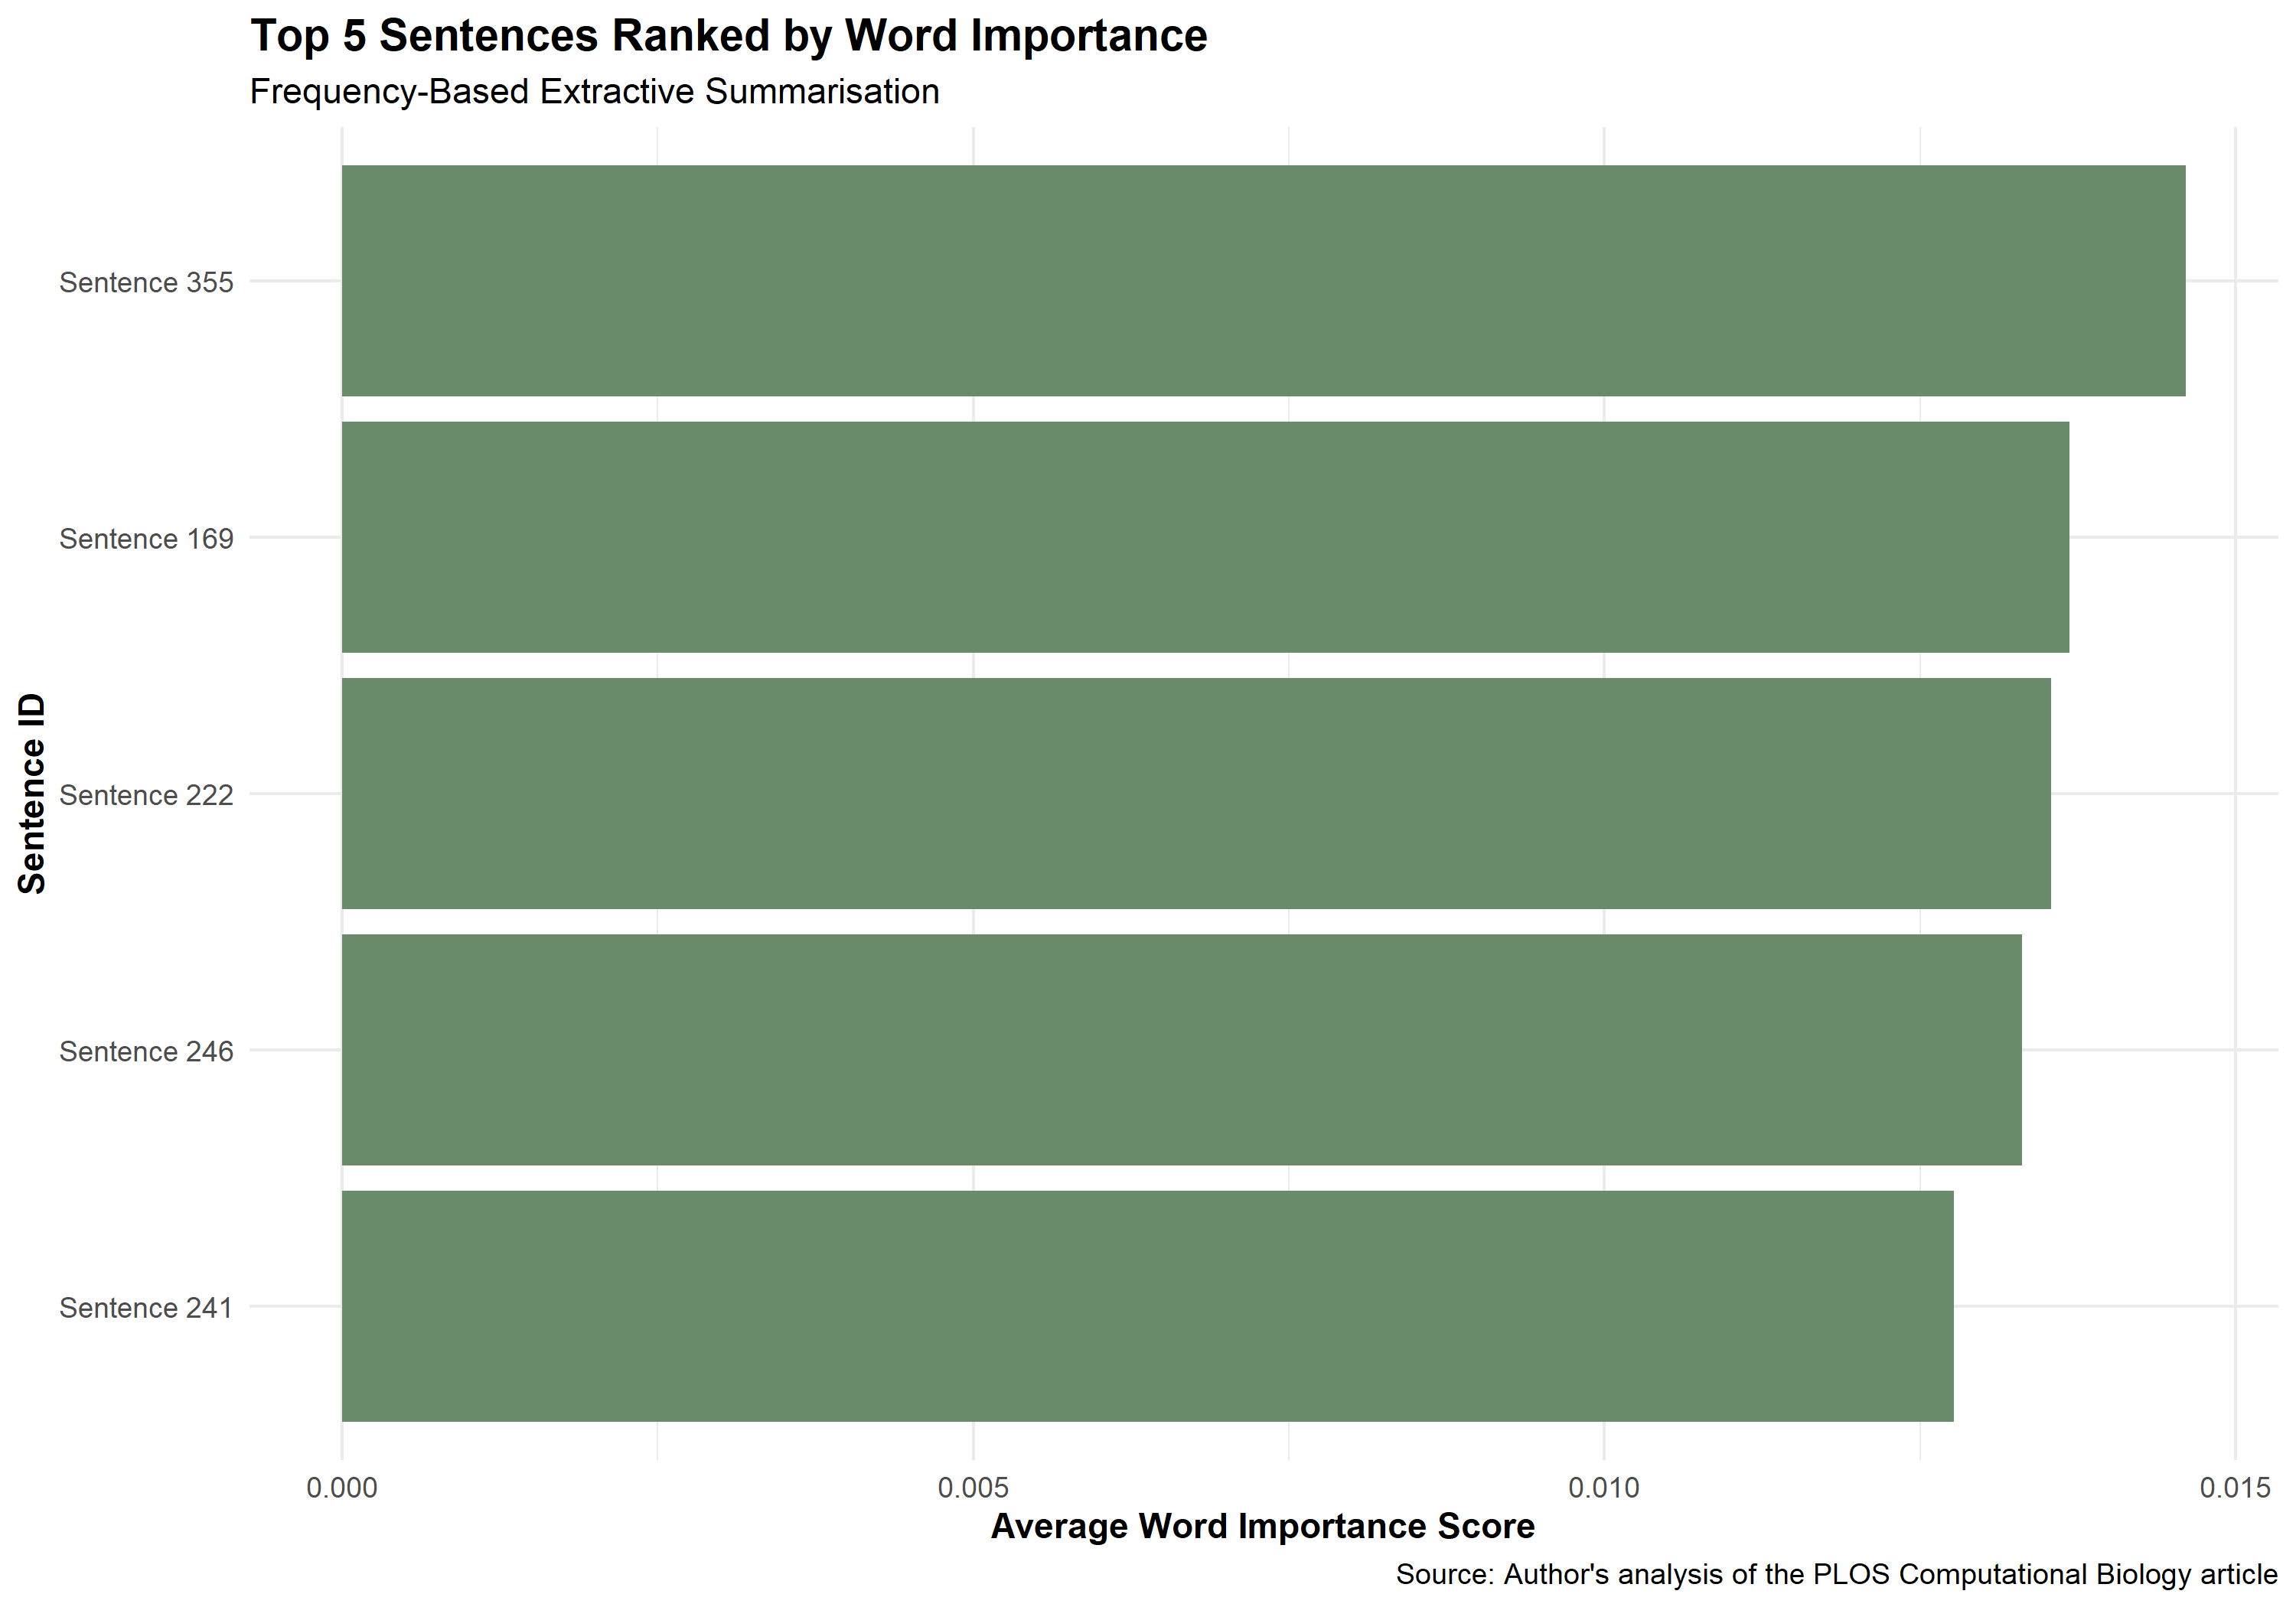 Top 5 Sentences Ranked by Word Importance
Frequency-Based Extractive Summarisation
Sentence ID
Sentence 355
Sentence 169
Sentence 222
Sentence 246
Sentence 241
0.000 0.005 0.010 0.015
Average Word Importance Score
Source: Author's analysis of the PLOS Computational Biology article